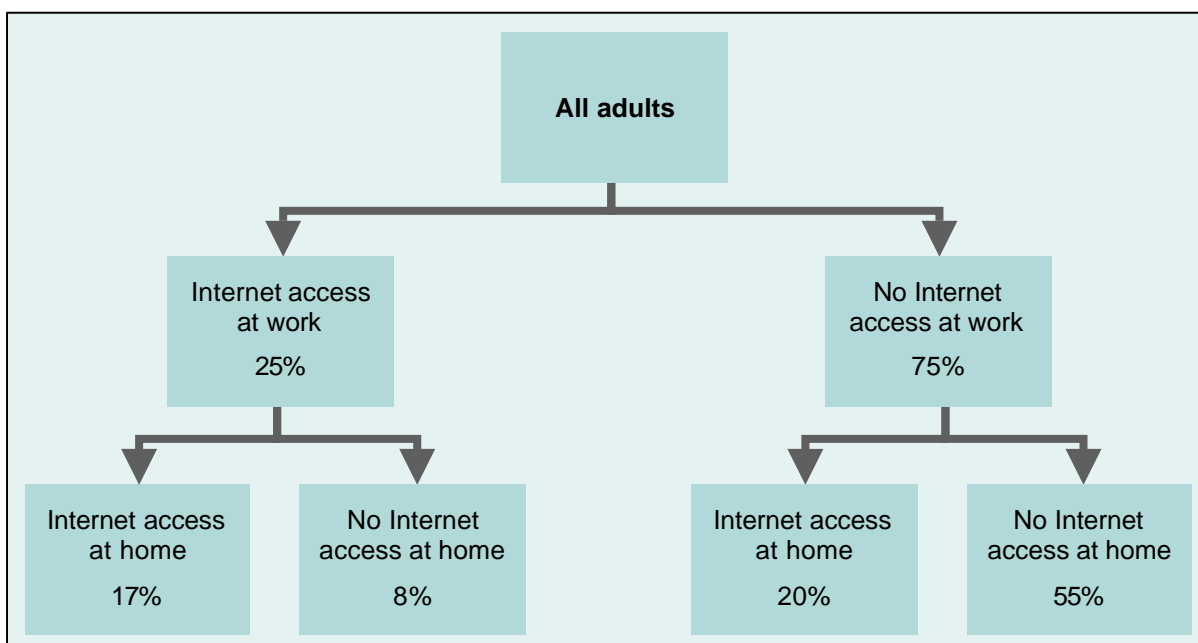 All adults
Internet access
at work
25%
No Internet
access at work
75%
Internet access
at home
17%
No Internet
access at home
8%
Internet access
at home
20%
No Internet
access at home
55%